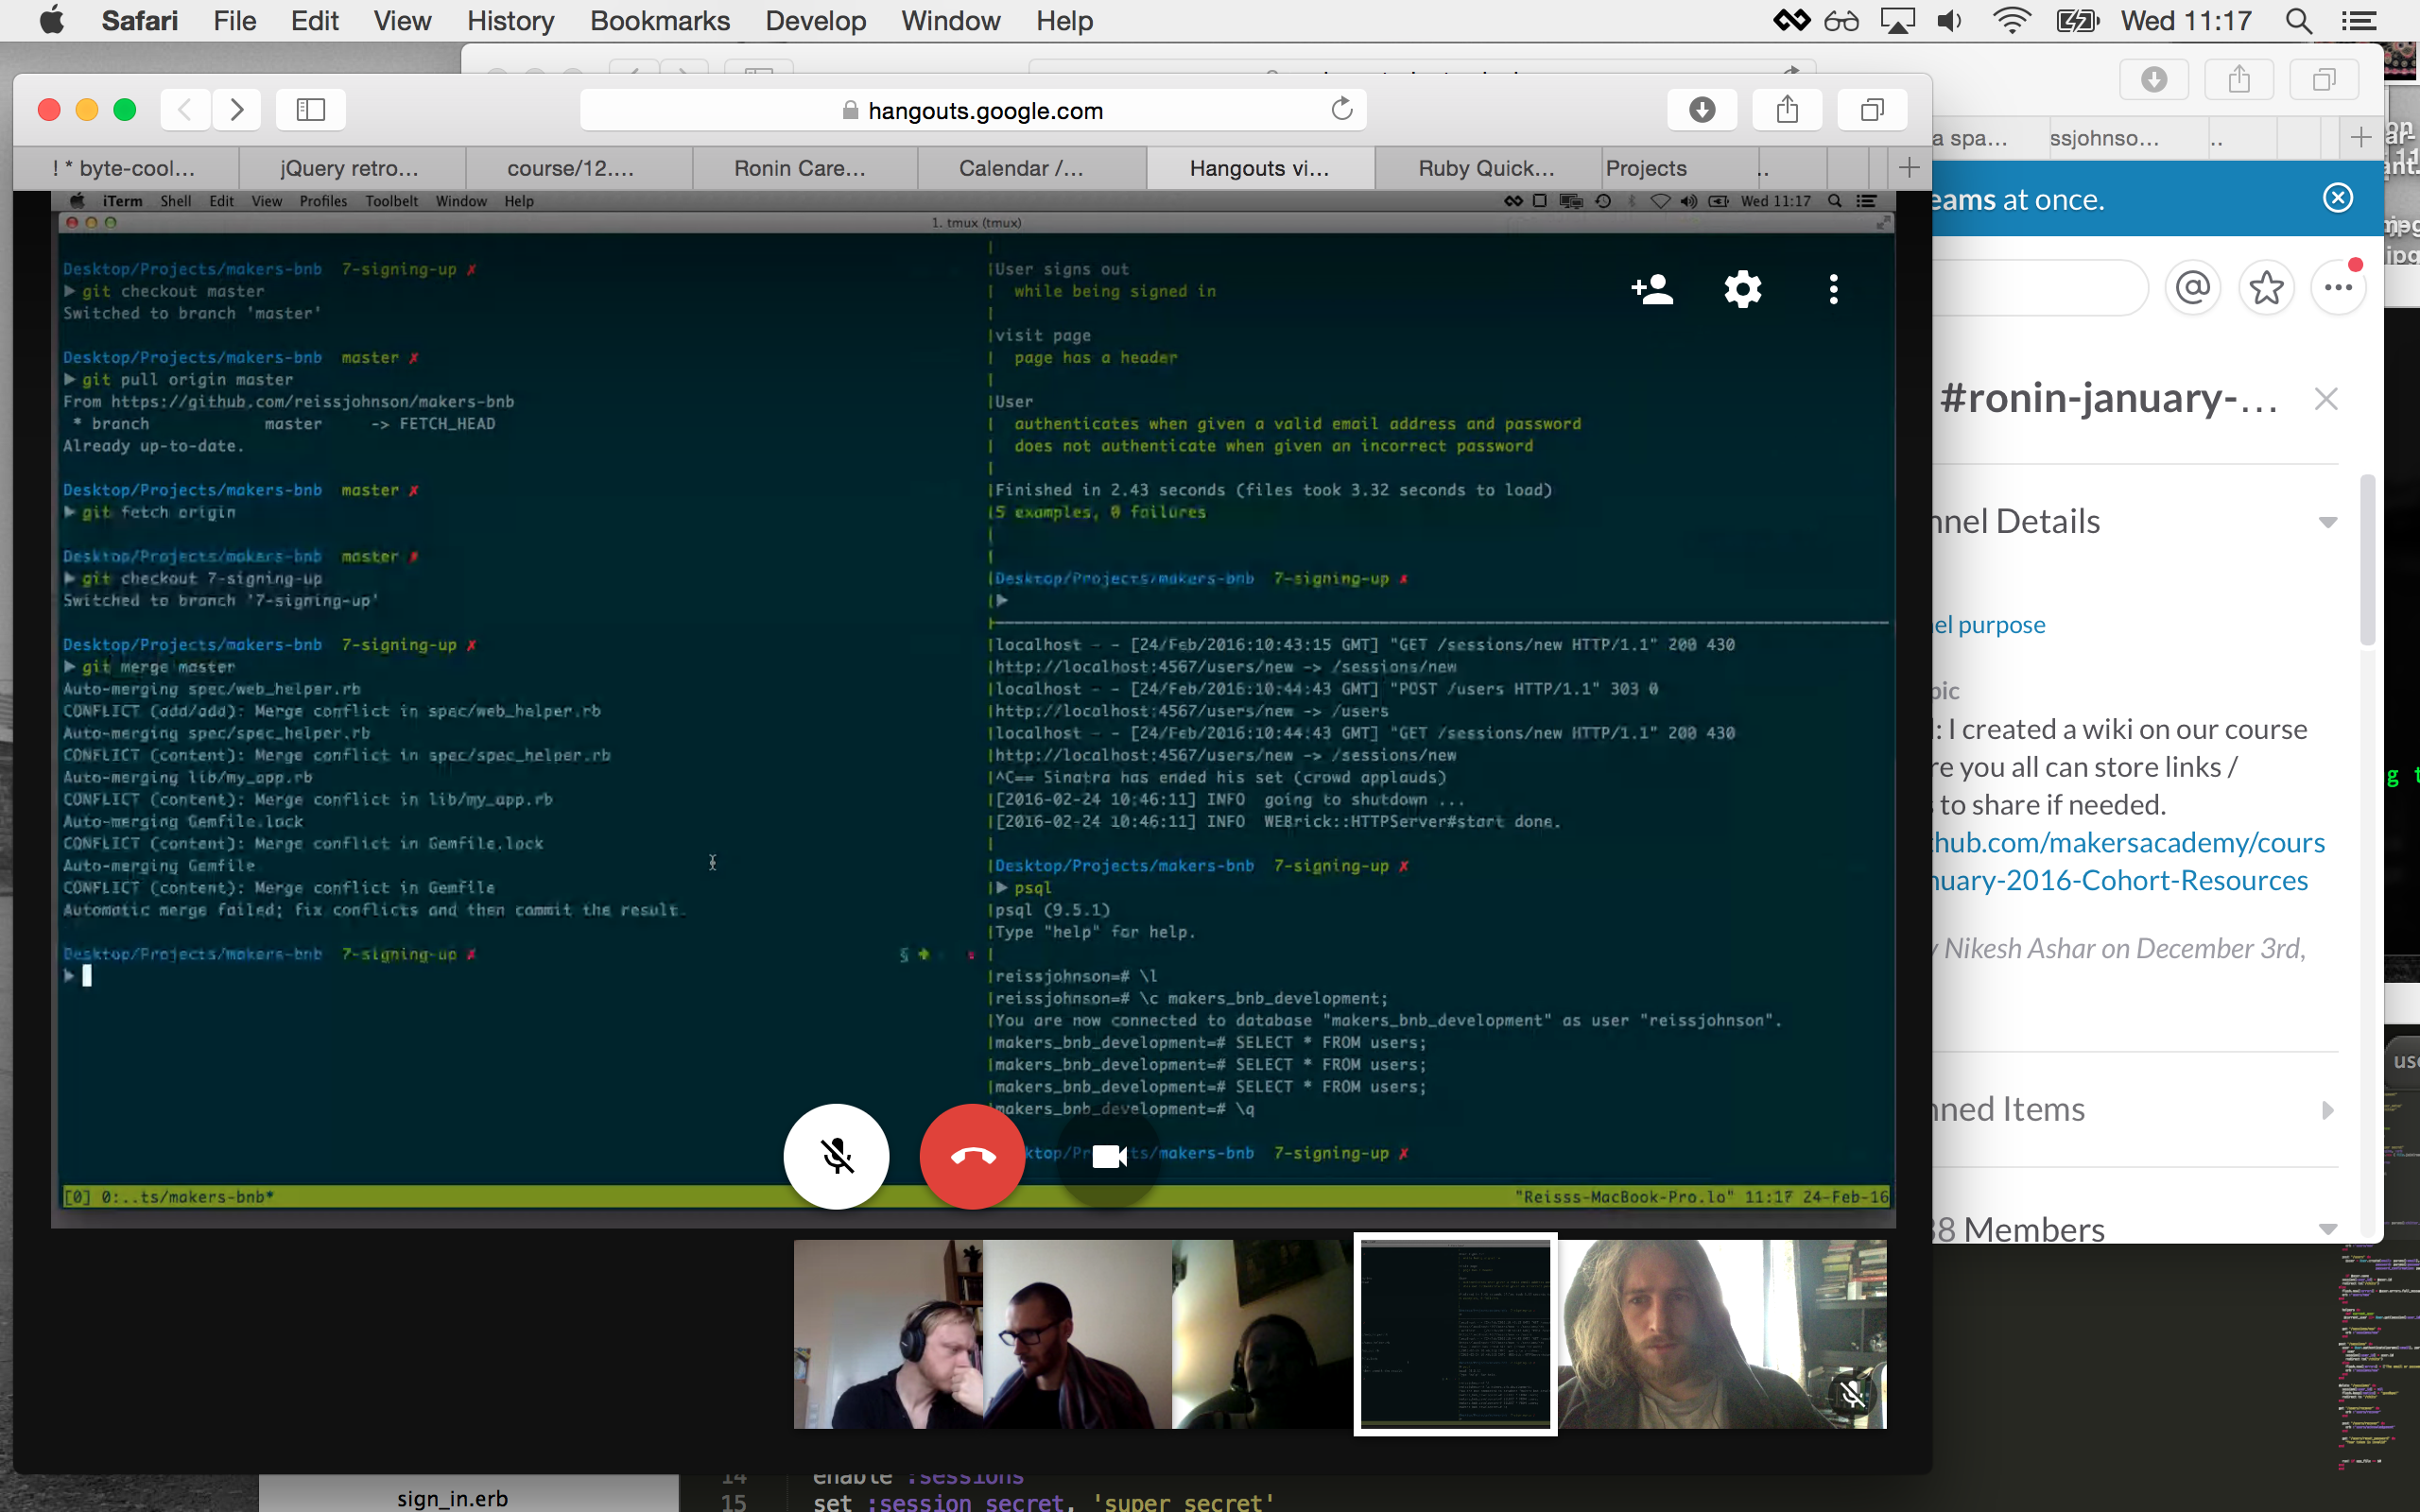 Safari File Edit View History Bookmarks Develop Window Help Wed 11:17
hangouts.google.com
! * byte-cool... jQuery retro... course/12.... Ronin Care... Calendar /... Hangouts vi... Ruby Quick... Projects ..
a spa... ssjohnso... ..
iTerm Shell Edit View Profiles Toolbelt Window Help Wed 11:17
1. tmux (tmux)
Desktop/Projects/makers-bnb 7-signing-up ✗
▶ git checkout master
Switched to branch 'master'
Desktop/Projects/makers-bnb master ✗
▶ git pull origin master
From https://github.com/reissjohnson/makers-bnb
* branch master -> FETCH_HEAD
Already up-to-date.
Desktop/Projects/makers-bnb master ✗
▶ git fetch origin
Desktop/Projects/makers-bnb master ✗
▶ git checkout 7-signing-up
Switched to branch '7-signing-up'
Desktop/Projects/makers-bnb 7-signing-up ✗
▶ git merge master
Auto-merging spec/web_helper.rb
CONFLICT (add/add): Merge conflict in spec/web_helper.rb
Auto-merging spec/spec_helper.rb
CONFLICT (content): Merge conflict in spec/spec_helper.rb
Auto-merging lib/my_app.rb
CONFLICT (content): Merge conflict in lib/my_app.rb
Auto-merging Gemfile.lock
CONFLICT (content): Merge conflict in Gemfile.lock
Auto-merging Gemfile
CONFLICT (content): Merge conflict in Gemfile
Automatic merge failed; fix conflicts and then commit the result.
Desktop/Projects/makers-bnb 7-signing-up ✗
▶
User signs out
while being signed in
visit page
page has a header
User
authenticates when given a valid email address and password
does not authenticate when given an incorrect password
Finished in 2.43 seconds (files took 3.32 seconds to load)
5 examples, 0 failures
Desktop/Projects/makers-bnb 7-signing-up ✗
▶
localhost - - [24/Feb/2016:10:43:15 GMT] "GET /sessions/new HTTP/1.1" 200 430
http://localhost:4567/users/new -> /sessions/new
localhost - - [24/Feb/2016:10:44:43 GMT] "POST /users HTTP/1.1" 303 0
http://localhost:4567/users/new -> /users
localhost - - [24/Feb/2016:10:44:43 GMT] "GET /sessions/new HTTP/1.1" 200 430
http://localhost:4567/users/new -> /sessions/new
^C== Sinatra has ended his set (crowd applauds)
[2016-02-24 10:46:11] INFO going to shutdown ...
[2016-02-24 10:46:11] INFO WEBrick::HTTPServer#start done.
Desktop/Projects/makers-bnb 7-signing-up ✗
▶ psql
psql (9.5.1)
Type "help" for help.
reissjohnson=# \l
reissjohnson=# \c makers_bnb_development;
You are now connected to database "makers_bnb_development" as user "reissjohnson".
makers_bnb_development=# SELECT * FROM users;
makers_bnb_development=# SELECT * FROM users;
makers_bnb_development=# SELECT * FROM users;
makers_bnb_development=# \q
ktop/Pr cts/makers-bnb 7-signing-up ✗
[0] 0:..ts/makers-bnb* "Reisss-MacBook-Pro.lo" 11:17 24-Feb-16
eams at once.
@
#ronin-january-...
nnel Details
el purpose
pic
: I created a wiki on our course
re you all can store links /
to share if needed.
hub.com/makersacademy/cours
nuary-2016-Cohort-Resources
Nikesh Ashar on December 3rd,
nned Items
38 Members
sign_in.erb
14 enable :sessions
15 set :session_secret, 'super secret'